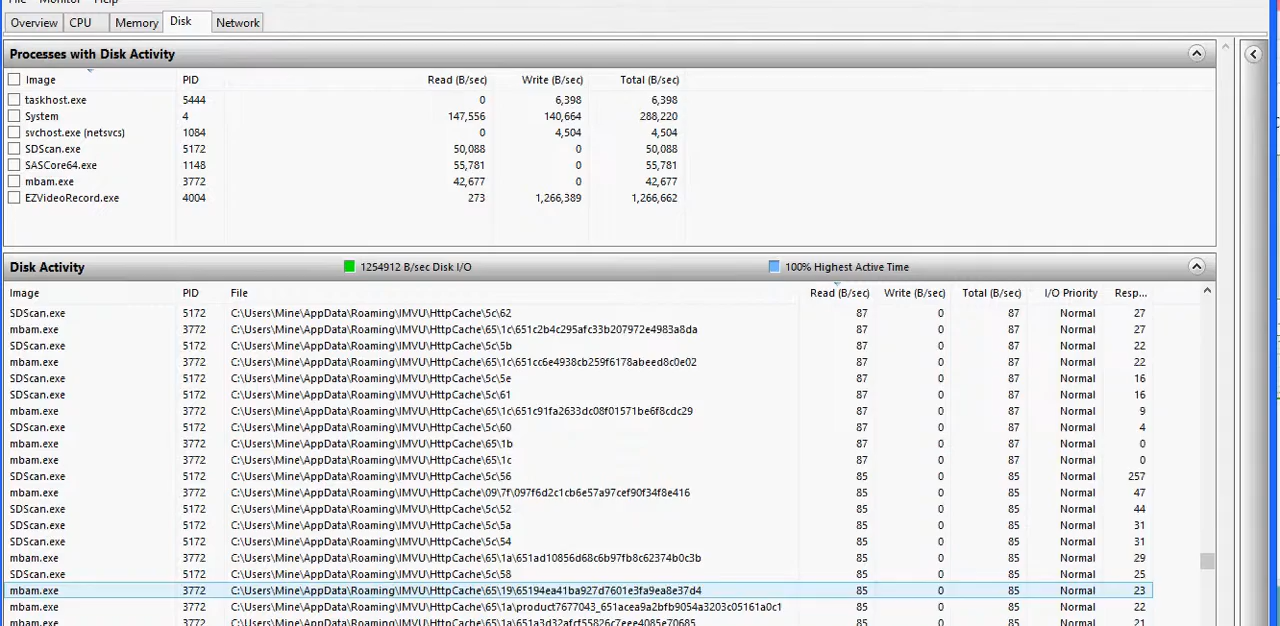 File Monitor Help
Overview CPU Memory Disk Network
Processes with Disk Activity
Image PID Read (B/sec) Write (B/sec) Total (B/sec)
taskhost.exe 5444 0 6,398 6,398
System 4 147,556 140,664 288,220
svchost.exe (netsvcs) 1084 0 4,504 4,504
SDScan.exe 5172 50,088 0 50,088
SASCore64.exe 1148 55,781 0 55,781
mbam.exe 3772 42,677 0 42,677
EZVideoRecord.exe 4004 273 1,266,389 1,266,662
Disk Activity 1254912 B/sec Disk I/O 100% Highest Active Time
Image PID File Read (B/sec) Write (B/sec) Total (B/sec) I/O Priority Resp...
SDScan.exe 5172 C:\Users\Mine\AppData\Roaming\IMVU\HttpCache\5c\62 87 0 87 Normal 27
mbam.exe 3772 C:\Users\Mine\AppData\Roaming\IMVU\HttpCache\65\1c\651c2b4c295afc33b207972e4983a8da 87 0 87 Normal 27
SDScan.exe 5172 C:\Users\Mine\AppData\Roaming\IMVU\HttpCache\5c\5b 87 0 87 Normal 22
mbam.exe 3772 C:\Users\Mine\AppData\Roaming\IMVU\HttpCache\65\1c\651cc6e4938cb259f6178abeed8c0e02 87 0 87 Normal 22
SDScan.exe 5172 C:\Users\Mine\AppData\Roaming\IMVU\HttpCache\5c\5e 87 0 87 Normal 16
SDScan.exe 5172 C:\Users\Mine\AppData\Roaming\IMVU\HttpCache\5c\61 87 0 87 Normal 16
mbam.exe 3772 C:\Users\Mine\AppData\Roaming\IMVU\HttpCache\65\1c\651c91fa2633dc08f01571be6f8cdc29 87 0 87 Normal 9
SDScan.exe 5172 C:\Users\Mine\AppData\Roaming\IMVU\HttpCache\5c\60 87 0 87 Normal 4
mbam.exe 3772 C:\Users\Mine\AppData\Roaming\IMVU\HttpCache\65\1b 87 0 87 Normal 0
mbam.exe 3772 C:\Users\Mine\AppData\Roaming\IMVU\HttpCache\65\1c 87 0 87 Normal 0
SDScan.exe 5172 C:\Users\Mine\AppData\Roaming\IMVU\HttpCache\5c\56 85 0 85 Normal 257
mbam.exe 3772 C:\Users\Mine\AppData\Roaming\IMVU\HttpCache\09\7f\097f6d2c1cb6e57a97cef90f34f8e416 85 0 85 Normal 47
SDScan.exe 5172 C:\Users\Mine\AppData\Roaming\IMVU\HttpCache\5c\52 85 0 85 Normal 44
SDScan.exe 5172 C:\Users\Mine\AppData\Roaming\IMVU\HttpCache\5c\5a 85 0 85 Normal 31
SDScan.exe 5172 C:\Users\Mine\AppData\Roaming\IMVU\HttpCache\5c\54 85 0 85 Normal 31
mbam.exe 3772 C:\Users\Mine\AppData\Roaming\IMVU\HttpCache\65\1a\651ad10856d68c6b97fb8c62374b0c3b 85 0 85 Normal 29
SDScan.exe 5172 C:\Users\Mine\AppData\Roaming\IMVU\HttpCache\5c\58 85 0 85 Normal 25
mbam.exe 3772 C:\Users\Mine\AppData\Roaming\IMVU\HttpCache\65\19\65194ea41ba927d7601e3fa9ea8e37d4 85 0 85 Normal 23
mbam.exe 3772 C:\Users\Mine\AppData\Roaming\IMVU\HttpCache\65\1a\product7677043_651acea9a2bfb9054a3203c05161a0c1 85 0 85 Normal 22
mbam.exe 3772 C:\Users\Mine\AppData\Roaming\IMVU\HttpCache\65\1a\651a3d32afcf55826c7eee4085e70685 85 0 85 Normal 21